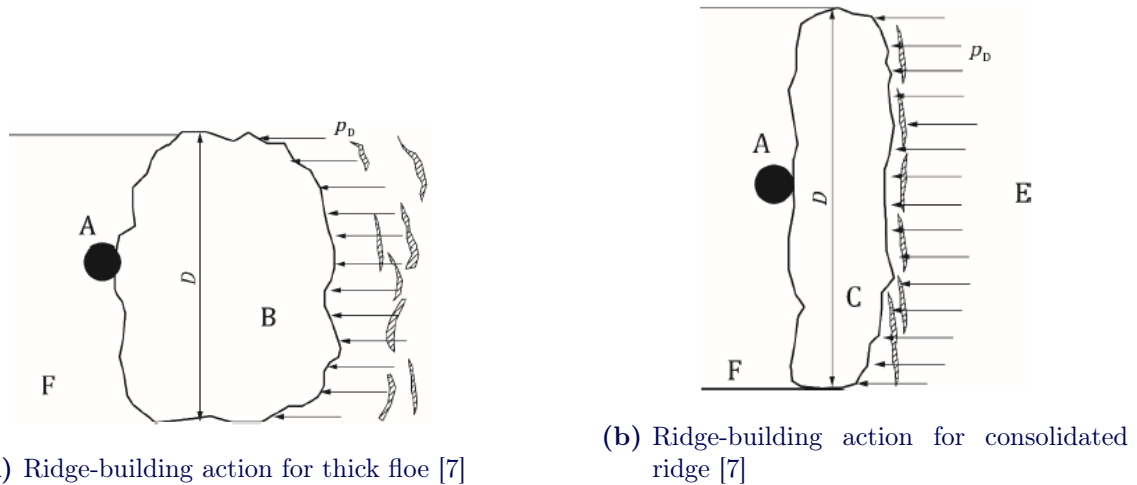 p_D
A
D
B
F
) Ridge-building action for thick floe [7]
p_D
A
D
E
C
F
(b) Ridge-building action for consolidated
ridge [7]